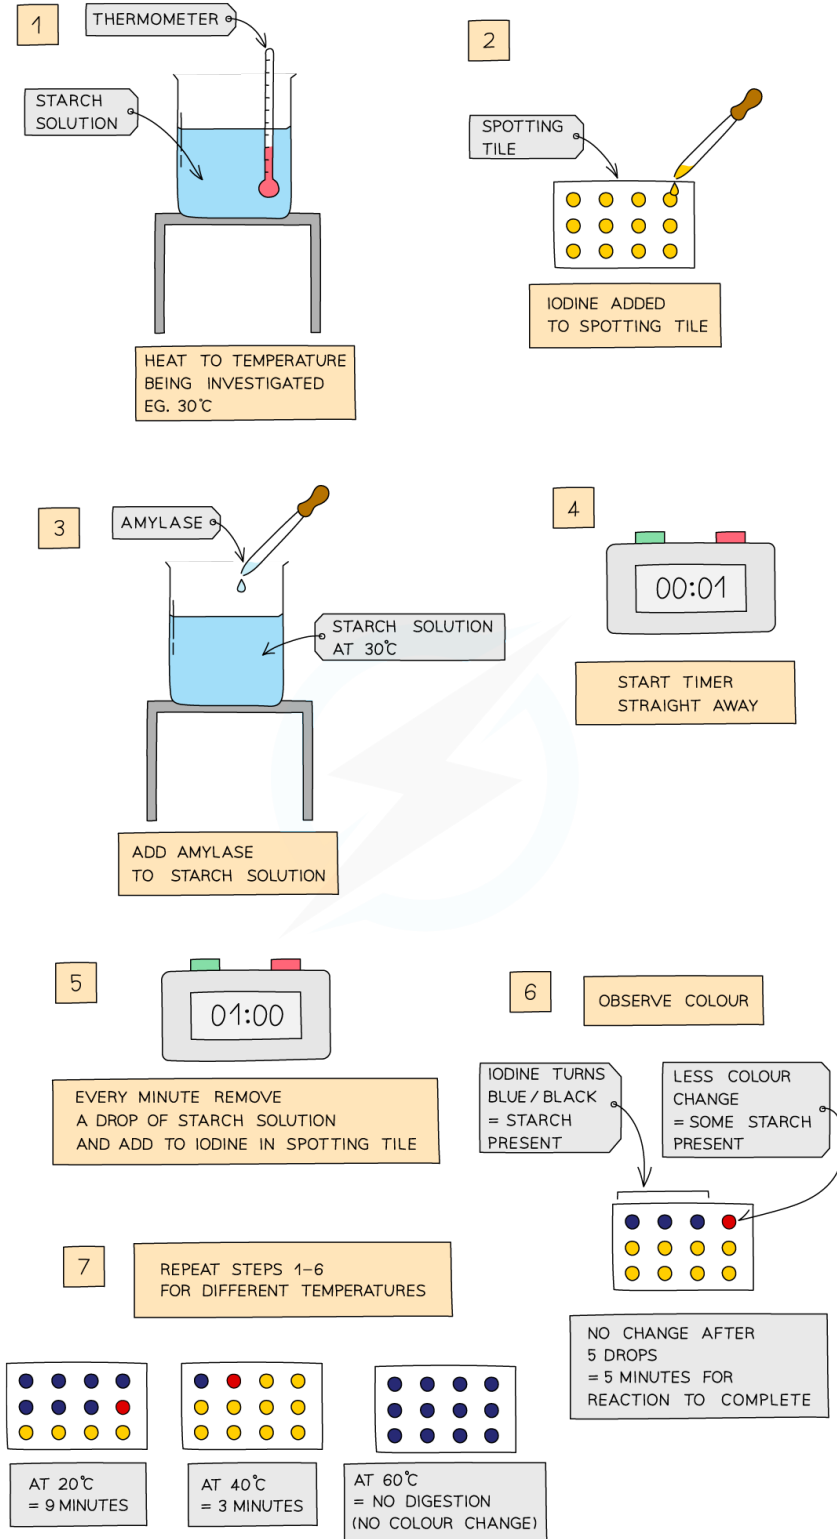 1
THERMOMETER
STARCH
SOLUTION
HEAT TO TEMPERATURE
BEING INVESTIGATED
EG. 30°C
2
SPOTTING
TILE
IODINE ADDED
TO SPOTTING TILE
3
AMYLASE
STARCH SOLUTION
AT 30°C
ADD AMYLASE
TO STARCH SOLUTION
4
00:01
START TIMER
STRAIGHT AWAY
5
01:00
EVERY MINUTE REMOVE
A DROP OF STARCH SOLUTION
AND ADD TO IODINE IN SPOTTING TILE
6
OBSERVE COLOUR
IODINE TURNS
BLUE/BLACK
= STARCH
PRESENT
LESS COLOUR
CHANGE
= SOME STARCH
PRESENT
NO CHANGE AFTER
5 DROPS
= 5 MINUTES FOR
REACTION TO COMPLETE
7
REPEAT STEPS 1-6
FOR DIFFERENT TEMPERATURES
AT 20°C
= 9 MINUTES
AT 40°C
= 3 MINUTES
AT 60°C
= NO DIGESTION
(NO COLOUR CHANGE)